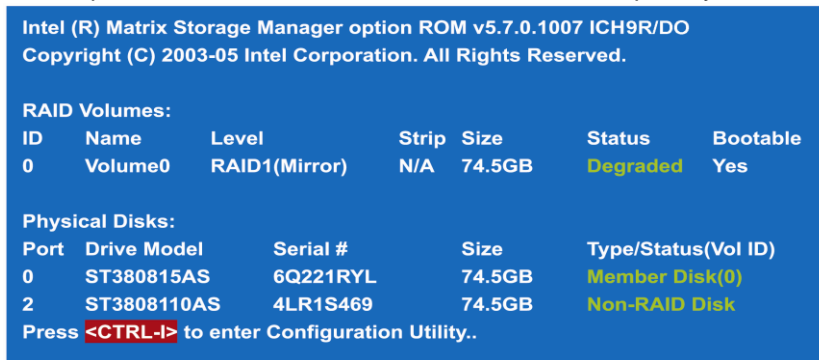 Intel (R) Matrix Storage Manager option ROM v5.7.0.1007 ICH9R/DO
Copyright (C) 2003-05 Intel Corporation. All Rights Reserved.
RAID Volumes:
ID Name Level Strip Size Status Bootable
0 Volume0 RAID1(Mirror) N/A 74.5GB Degraded Yes
Physical Disks:
Port Drive Model Serial # Size Type/Status(Vol ID)
0 ST380815AS 6Q221RYL 74.5GB Member Disk(0)
2 ST3808110AS 4LR1S469 74.5GB Non-RAID Disk
Press <CTRL-I> to enter Configuration Utility..